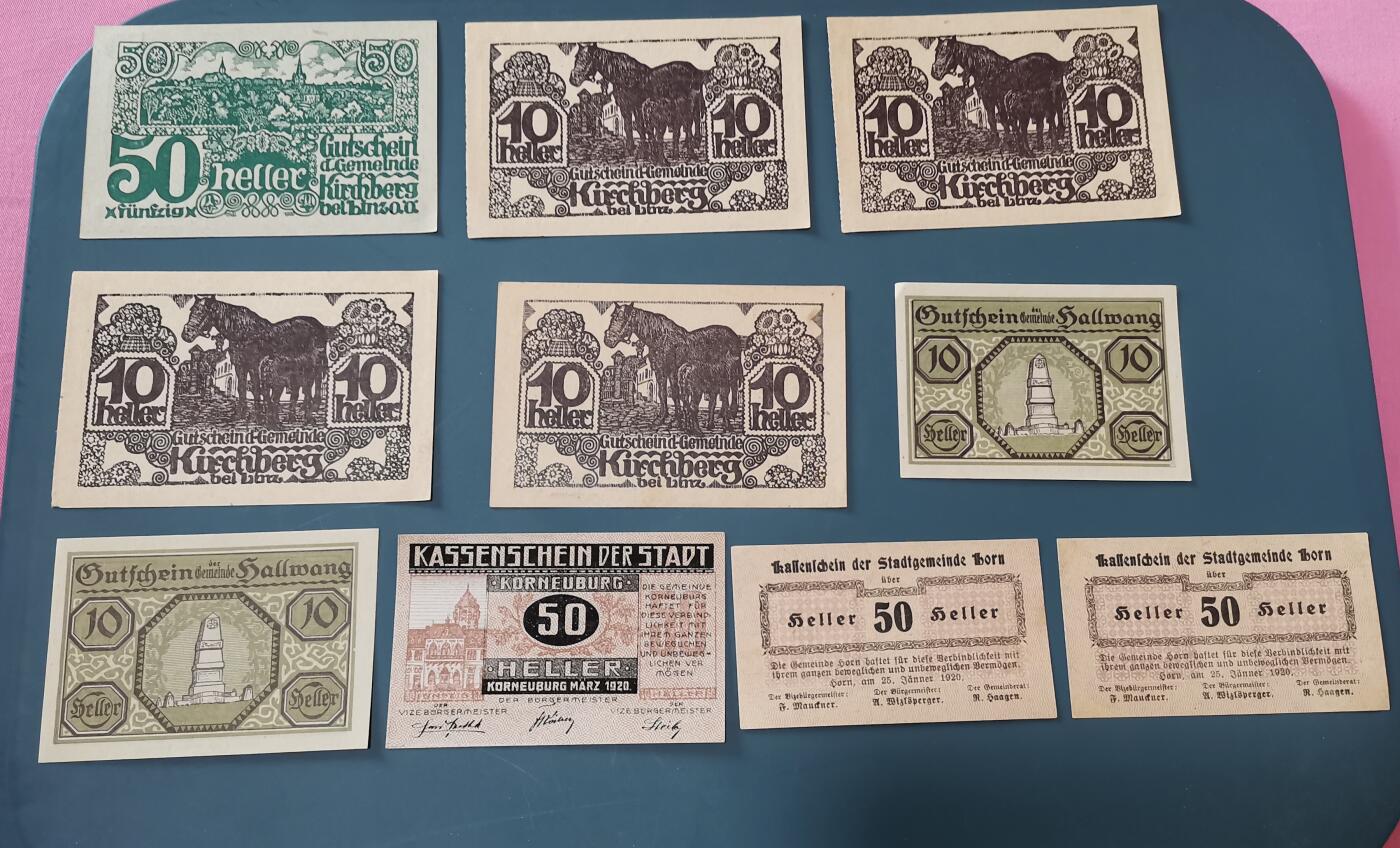 50 50
50 heller
fünfzig
Gutschein
d. Gemeinde
Kirchberg
bei Linz o.a
10 10
heller heller
Gutschein d. Gemeinde
Kirchberg
bei Linz
10 10
heller heller
Gutschein d. Gemeinde
Kirchberg
bei Linz
10 10
heller heller
Gutschein d. Gemeinde
Kirchberg
bei Linz
10 10
heller heller
Gutschein d. Gemeinde
Kirchberg
bei Linz
Gutschein der Gemeinde Hallwang
10 10
Heller Heller
Gutschein der Gemeinde Hallwang
10 10
Heller Heller
KASSENSCHEIN DER STADT
KORNEUBURG
50
HELLER
KORNEUBURG MÄRZ 1920.
DIE GEMEINDE
KORNEUBURG
HAFTET FÜR
DIESE VERBIND-
LICHKEIT MIT
IHREM GANZEN
BEWEGLICHEN
UND UNBEWEG-
LICHEN VER
MÖGEN
DER VIZEBÜRGERMEISTER
DER BÜRGERMEISTER
DER VIZEBÜRGERMEISTER
Kassenschein der Stadtgemeinde Horn
über
Heller 50 Heller
Die Gemeinde Horn haftet für diese Verbindlichkeit mit
ihrem ganzen beweglichen und unbeweglichen Vermögen.
Horn, am 25. Jänner 1920.
Der Vizebürgermeister: Der Bürgermeister: Der Gemeinderat:
F. Mauckner. A. Wizlsperger. R. Haagen.
Kassenschein der Stadtgemeinde Horn
über
Heller 50 Heller
Die Gemeinde Horn haftet für diese Verbindlichkeit mit
ihrem ganzen beweglichen und unbeweglichen Vermögen.
Horn, am 25. Jänner 1920.
Der Vizebürgermeister: Der Bürgermeister: Der Gemeinderat:
F. Mauckner. A. Wizlsperger. R. Haagen.